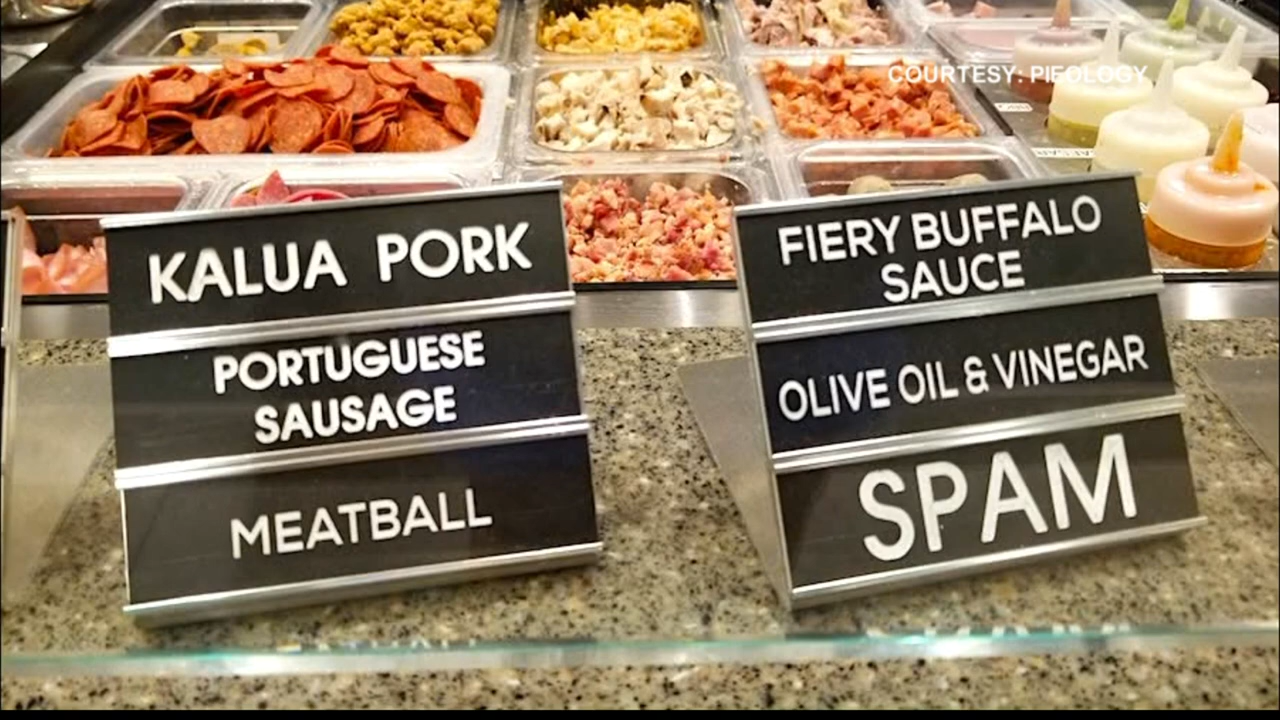 COURTESY: PIEOLOGY
KALUA PORK
PORTUGUESE
SAUSAGE
MEATBALL
FIERY BUFFALO
SAUCE
OLIVE OIL & VINEGAR
SPAM